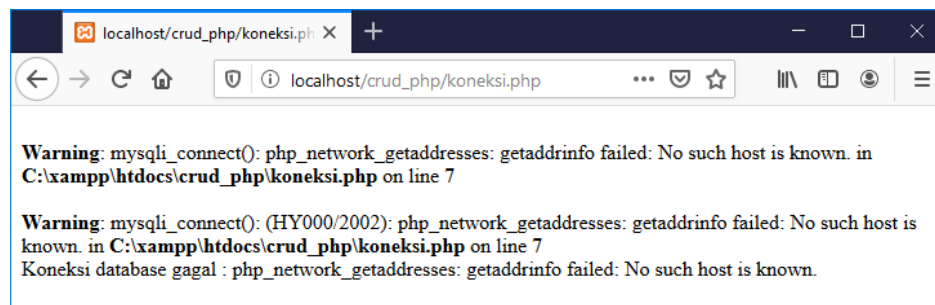 localhost/crud_php/koneksi.ph
localhost/crud_php/koneksi.php
Warning: mysqli_connect(): php_network_getaddresses: getaddrinfo failed: No such host is known. in
C:\xampp\htdocs\crud_php\koneksi.php on line 7
Warning: mysqli_connect(): (HY000/2002): php_network_getaddresses: getaddrinfo failed: No such host is
known. in C:\xampp\htdocs\crud_php\koneksi.php on line 7
Koneksi database gagal : php_network_getaddresses: getaddrinfo failed: No such host is known.